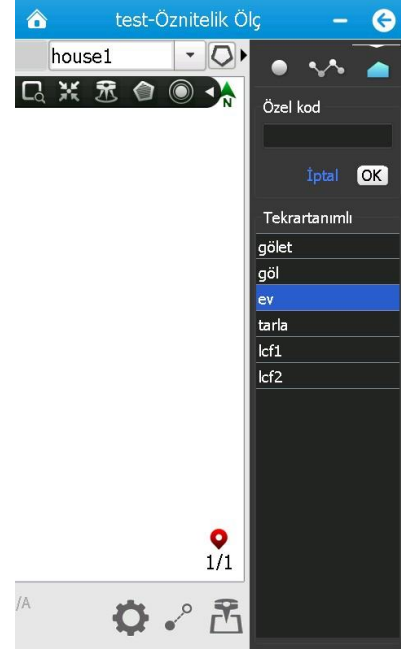 test-Öznitelik Ölç
house1
N
Özel kod
İptal OK
Tekrartanımlı
gölet
göl
ev
tarla
lcf1
lcf2
1/1
/A